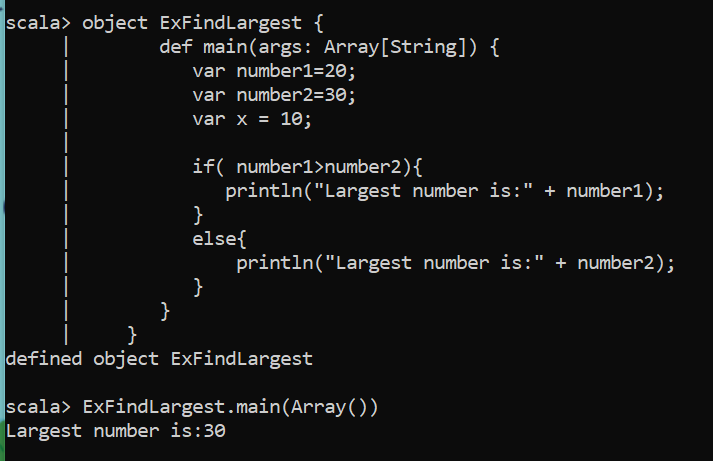 scala> object ExFindLargest {
     |        def main(args: Array[String]) {
     |           var number1=20;
     |           var number2=30;
     |           var x = 10;
     |
     |           if( number1>number2){
     |              println("Largest number is:" + number1);
     |           }
     |           else{
     |               println("Largest number is:" + number2);
     |           }
     |        }
     |     }
defined object ExFindLargest

scala> ExFindLargest.main(Array())
Largest number is:30